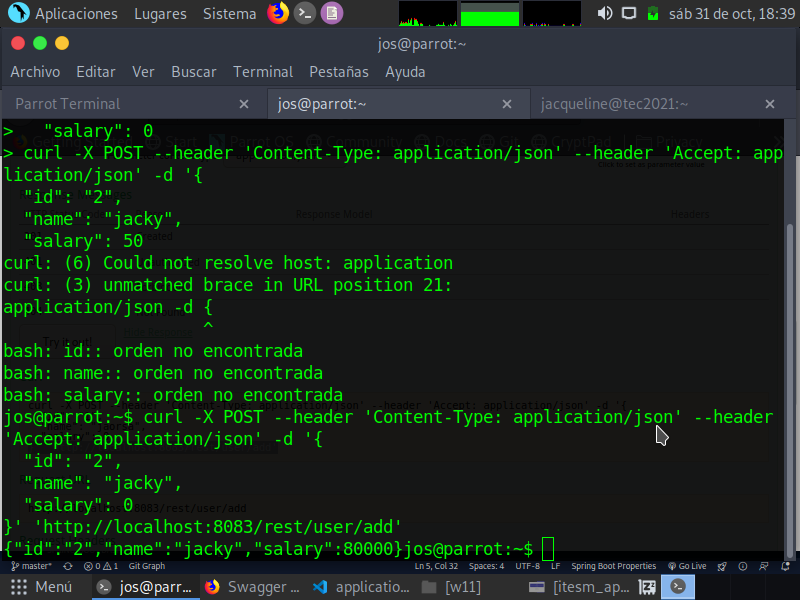 Aplicaciones Lugares Sistema sáb 31 de oct, 18:39
jos@parrot:~
Archivo Editar Ver Buscar Terminal Pestañas Ayuda
Parrot Terminal × jos@parrot:~ × jacqueline@tec2021:~ ×
>   "salary": 0
> curl -X POST --header 'Content-Type: application/json' --header 'Accept: app
lication/json' -d '{
  "id": "2",
  "name": "jacky",
  "salary": 50
curl: (6) Could not resolve host: application
curl: (3) unmatched brace in URL position 21:
application/json -d {
                    ^
bash: id:: orden no encontrada
bash: name:: orden no encontrada
bash: salary:: orden no encontrada
jos@parrot:~$ curl -X POST --header 'Content-Type: application/json' --header
'Accept: application/json' -d '{
  "id": "2",
  "name": "jacky",
  "salary": 0
}' 'http://localhost:8083/rest/user/add'
{"id":"2","name":"jacky","salary":80000}jos@parrot:~$
master* 0 1 Git Graph Ln 5, Col 32 Spaces: 4 UTF-8 LF Spring Boot Properties Go Live
Menú jos@parr... Swagger ... applicatio... [w11] [itesm_ap...